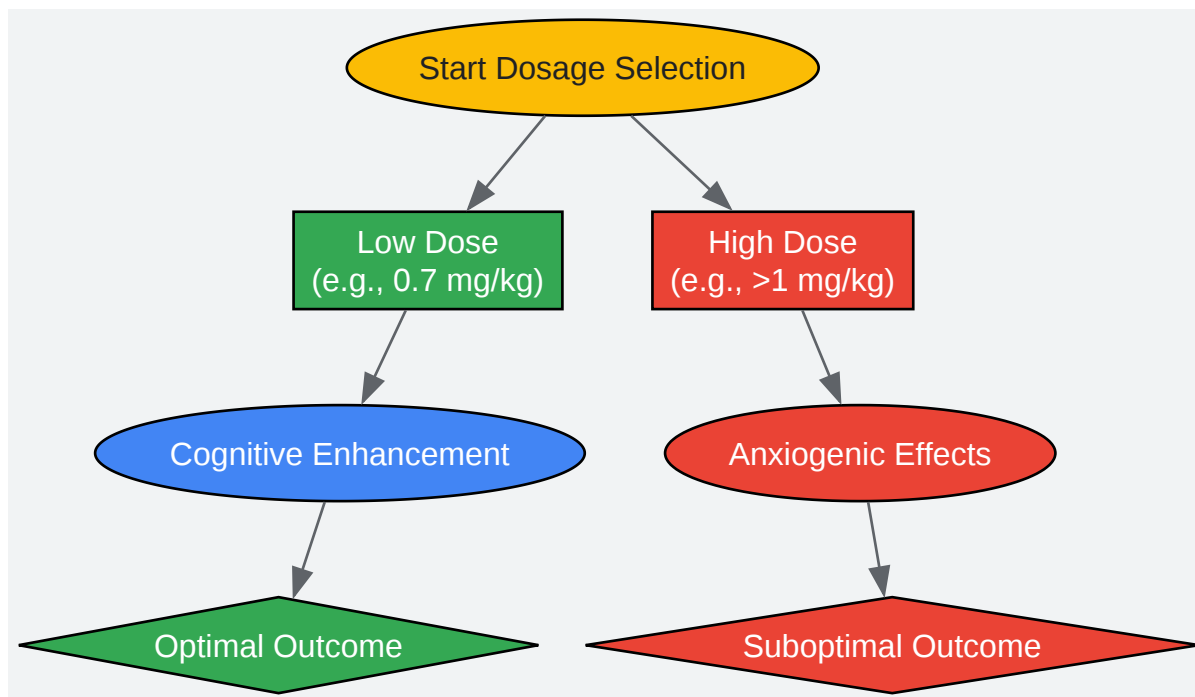 Start Dosage Selection
Low Dose
(e.g., 0.7 mg/kg)
High Dose
(e.g., >1 mg/kg)
Cognitive Enhancement
Anxiogenic Effects
Optimal Outcome
Suboptimal Outcome